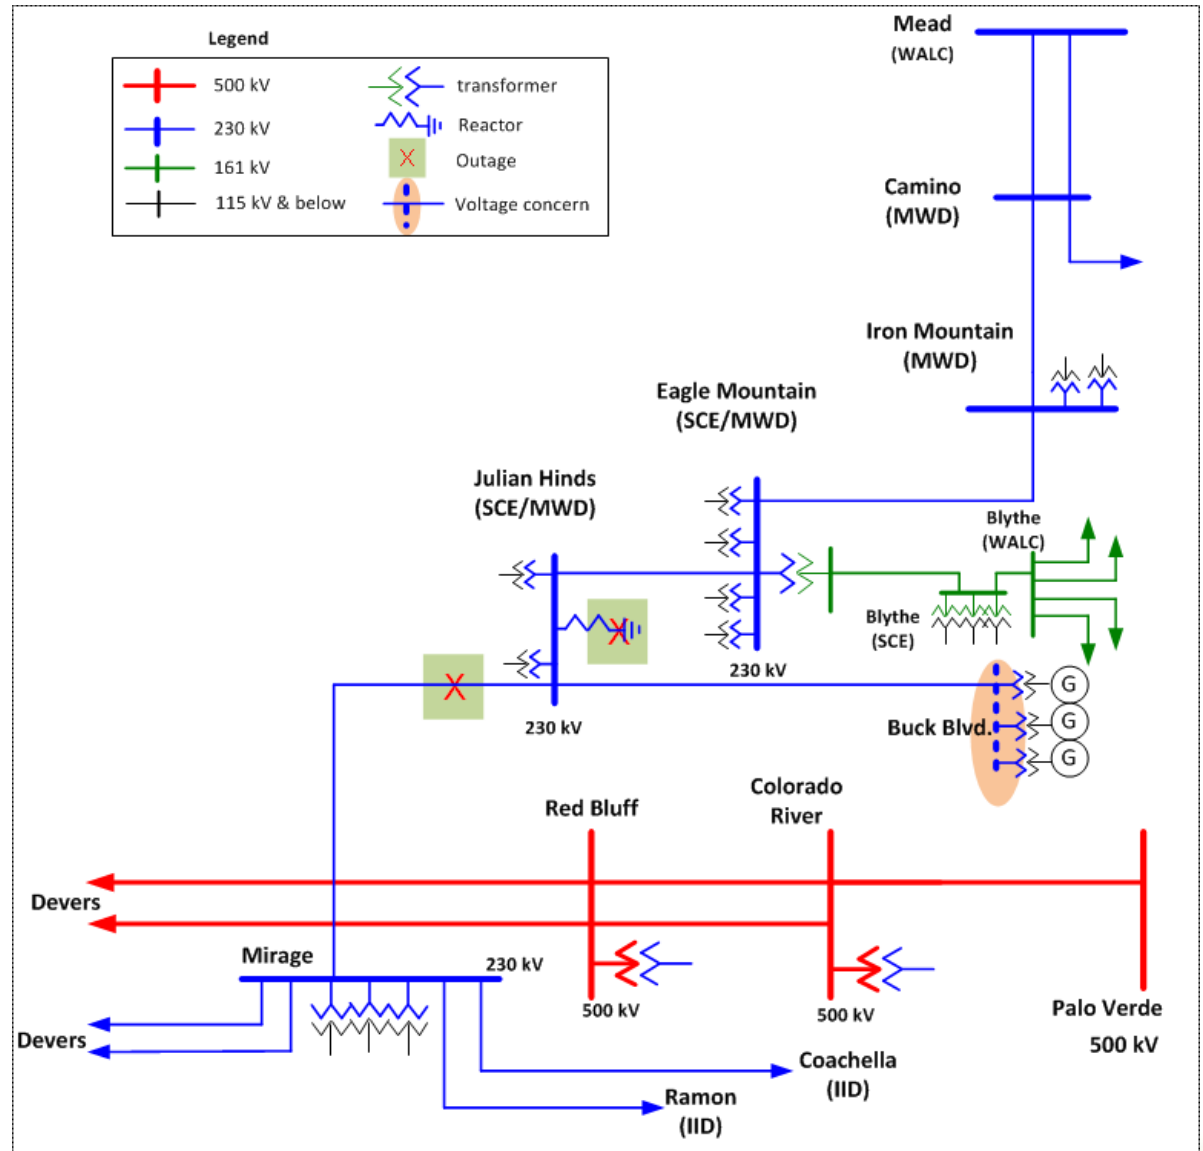 Legend
500 kV
230 kV
161 kV
115 kV & below
transformer
Reactor
X
Outage
Voltage concern
Mead
(WALC)
Camino
(MWD)
Iron Mountain
(MWD)
Eagle Mountain
(SCE/MWD)
Julian Hinds
(SCE/MWD)
Blythe
(WALC)
Blythe
(SCE)
X
230 kV
X
230 kV
Buck Blvd.
G
G
G
Red Bluff
Colorado
River
Devers
Mirage
230 kV
500 kV
500 kV
Palo Verde
500 kV
Devers
Coachella
(IID)
Ramon
(IID)